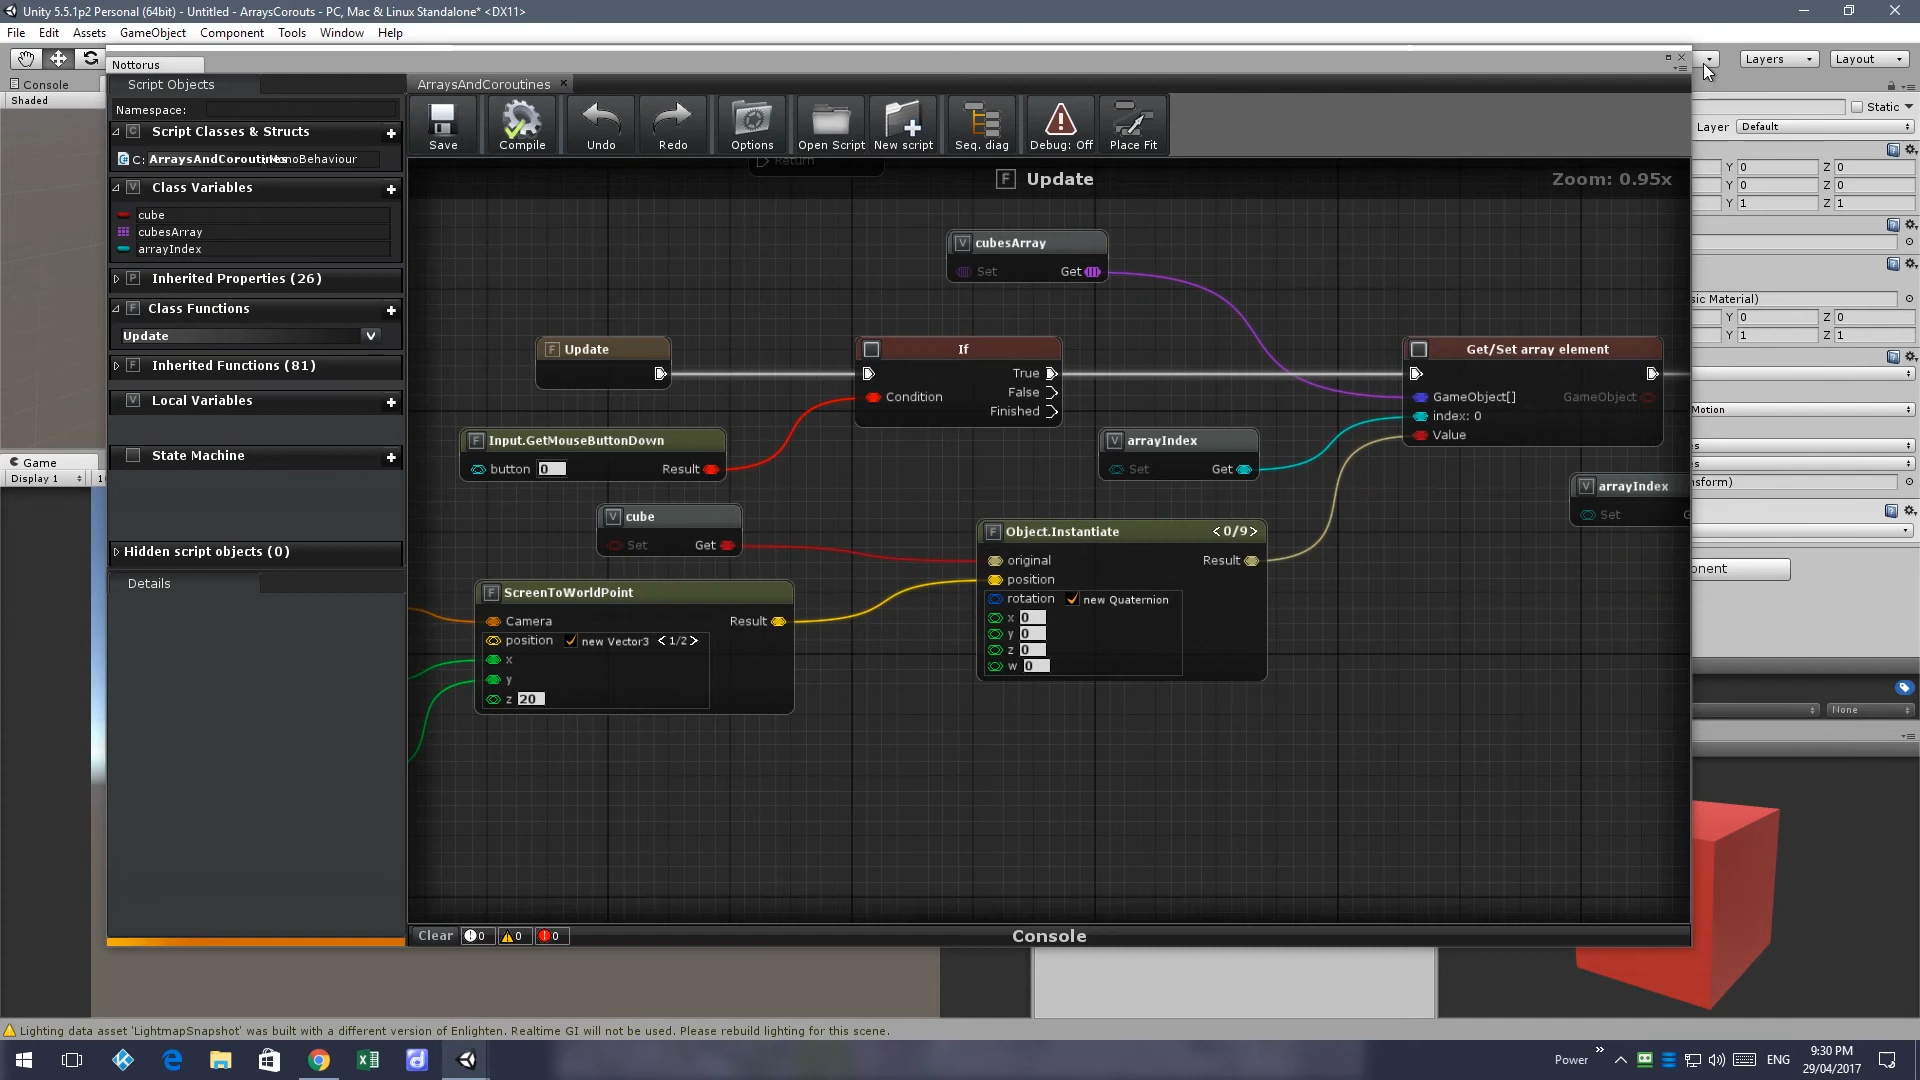 Unity 5.5.1p2 Personal (64bit) - Untitled - ArraysCorouts - PC, Mac & Linux Standalone* <DX11>
File Edit Assets GameObject Component Tools Window Help
Layers Layout
Console
Shaded
Nottorus
Script Objects
Namespace:
Script Classes & Structs
C: ArraysAndCoroutines MonoBehaviour
Class Variables
cube
cubesArray
arrayIndex
Inherited Properties (26)
Class Functions
Update
Inherited Functions (81)
Local Variables
State Machine
Hidden script objects (0)
Details
ArraysAndCoroutines
Save Compile Undo Redo Options Open Script New script Seq. diag Debug: Off Place Fit
Return
F Update
Zoom: 0.95x
V cubesArray
Set Get
F Update
If
True
False
Finished
Condition
Get/Set array element
GameObject[] GameObject
index: 0
Value
F Input.GetMouseButtonDown
button 0 Result
V arrayIndex
Set Get
V cube
Set Get
V arrayIndex
Set
F Object.Instantiate <0/9>
original Result
position
rotation new Quaternion
x 0
y 0
z 0
w 0
F ScreenToWorldPoint
Camera Result
position new Vector3 <1/2>
x
y
z 20
Clear 0 0 0
Console
Static
Layer Default
Y 0 Z 0
Y 0 Z 0
Y 1 Z 1
sic Material)
Y 0 Z 0
Y 1 Z 1
Motion
nsform)
onent
None
Game
Display 1
Lighting data asset 'LightmapSnapshot' was built with a different version of Enlighten. Realtime GI will not be used. Please rebuild lighting for this scene.
Power ENG 9:30 PM
29/04/2017